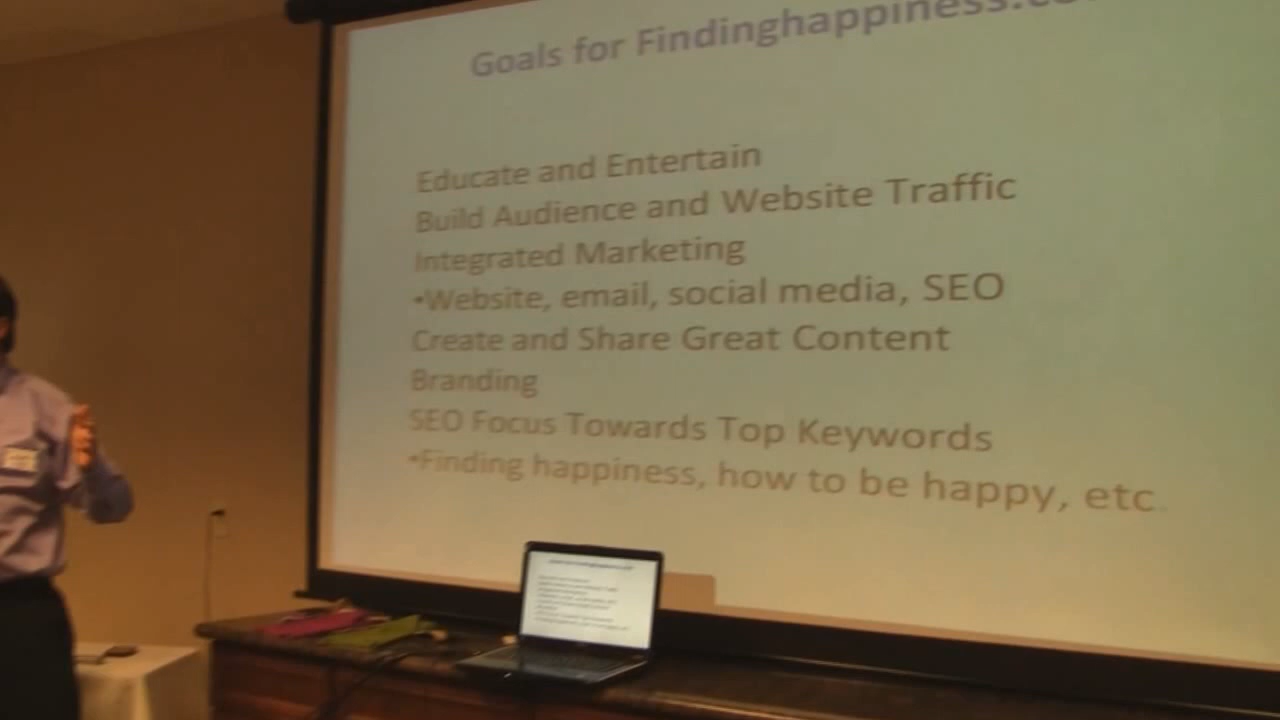 Goals for Findinghappiness.co
Educate and Entertain
Build Audience and Website Traffic
Integrated Marketing
•Website, email, social media, SEO
Create and Share Great Content
Branding
SEO Focus Towards Top Keywords
•Finding happiness, how to be happy, etc